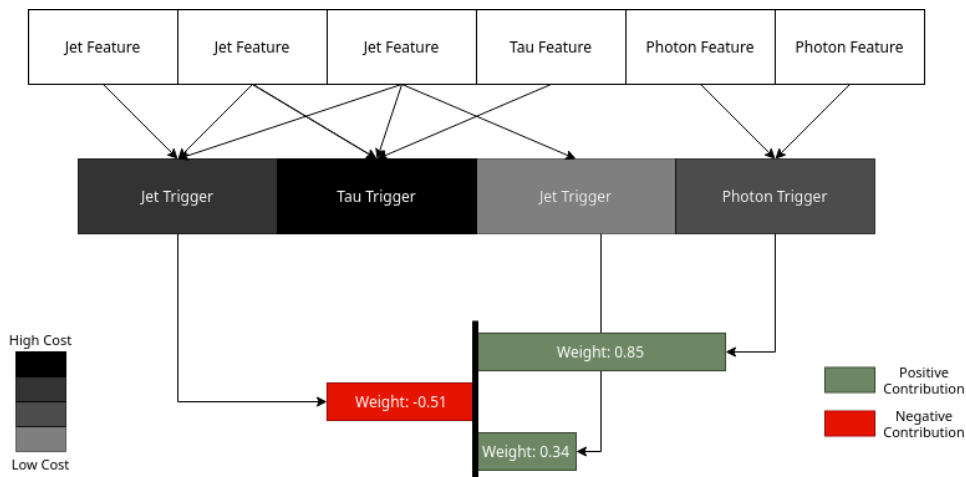 Jet Feature
Jet Feature
Jet Feature
Tau Feature
Photon Feature
Photon Feature
Jet Trigger
Tau Trigger
Jet Trigger
Photon Trigger
High Cost
Low Cost
Weight: 0.85
Weight: -0.51
Weight: 0.34
Positive
Contribution
Negative
Contribution